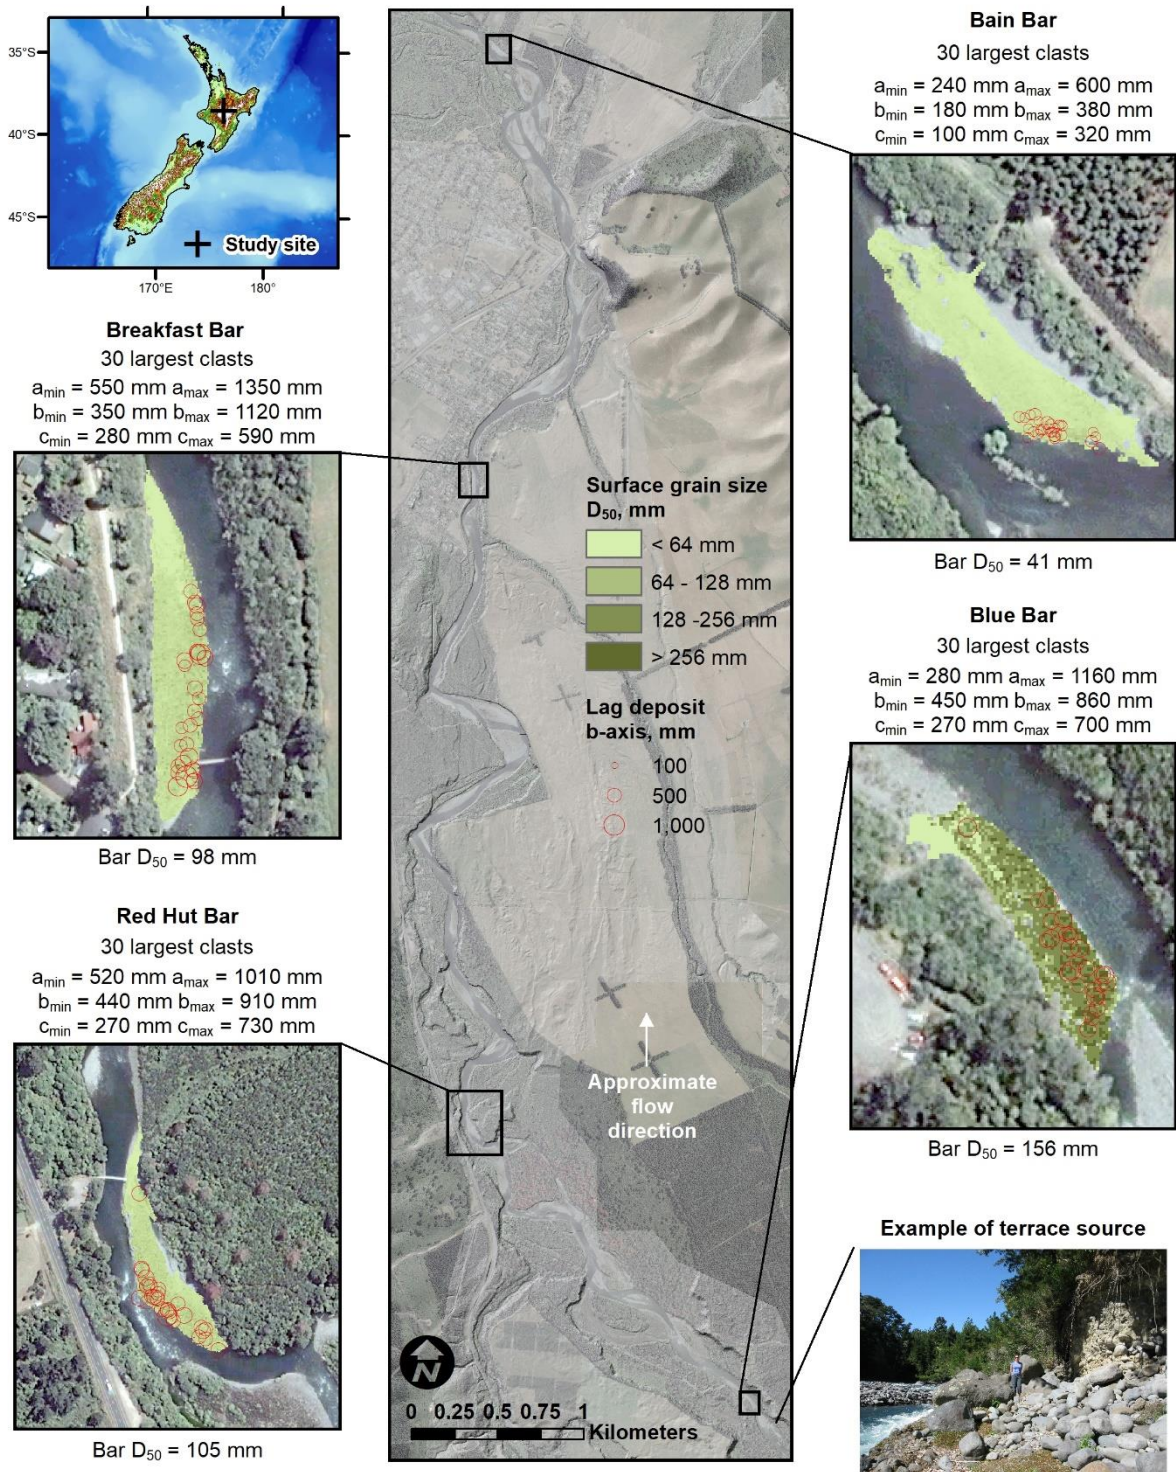 35°S
40°S
45°S
Study site
170°E
180°
Breakfast Bar
30 largest clasts
amin = 550 mm amax = 1350 mm
bmin = 350 mm bmax = 1120 mm
cmin = 280 mm cmax = 590 mm
Bar D50 = 98 mm
Red Hut Bar
30 largest clasts
amin = 520 mm amax = 1010 mm
bmin = 440 mm bmax = 910 mm
cmin = 270 mm cmax = 730 mm
Bar D50 = 105 mm
Surface grain size
D50, mm
< 64 mm
64 - 128 mm
128 -256 mm
> 256 mm
Lag deposit
b-axis, mm
100
500
1,000
Approximate
flow
direction
N
0 0.25 0.5 0.75 1
Kilometers
Bain Bar
30 largest clasts
amin = 240 mm amax = 600 mm
bmin = 180 mm bmax = 380 mm
cmin = 100 mm cmax = 320 mm
Bar D50 = 41 mm
Blue Bar
30 largest clasts
amin = 280 mm amax = 1160 mm
bmin = 450 mm bmax = 860 mm
cmin = 270 mm cmax = 700 mm
Bar D50 = 156 mm
Example of terrace source